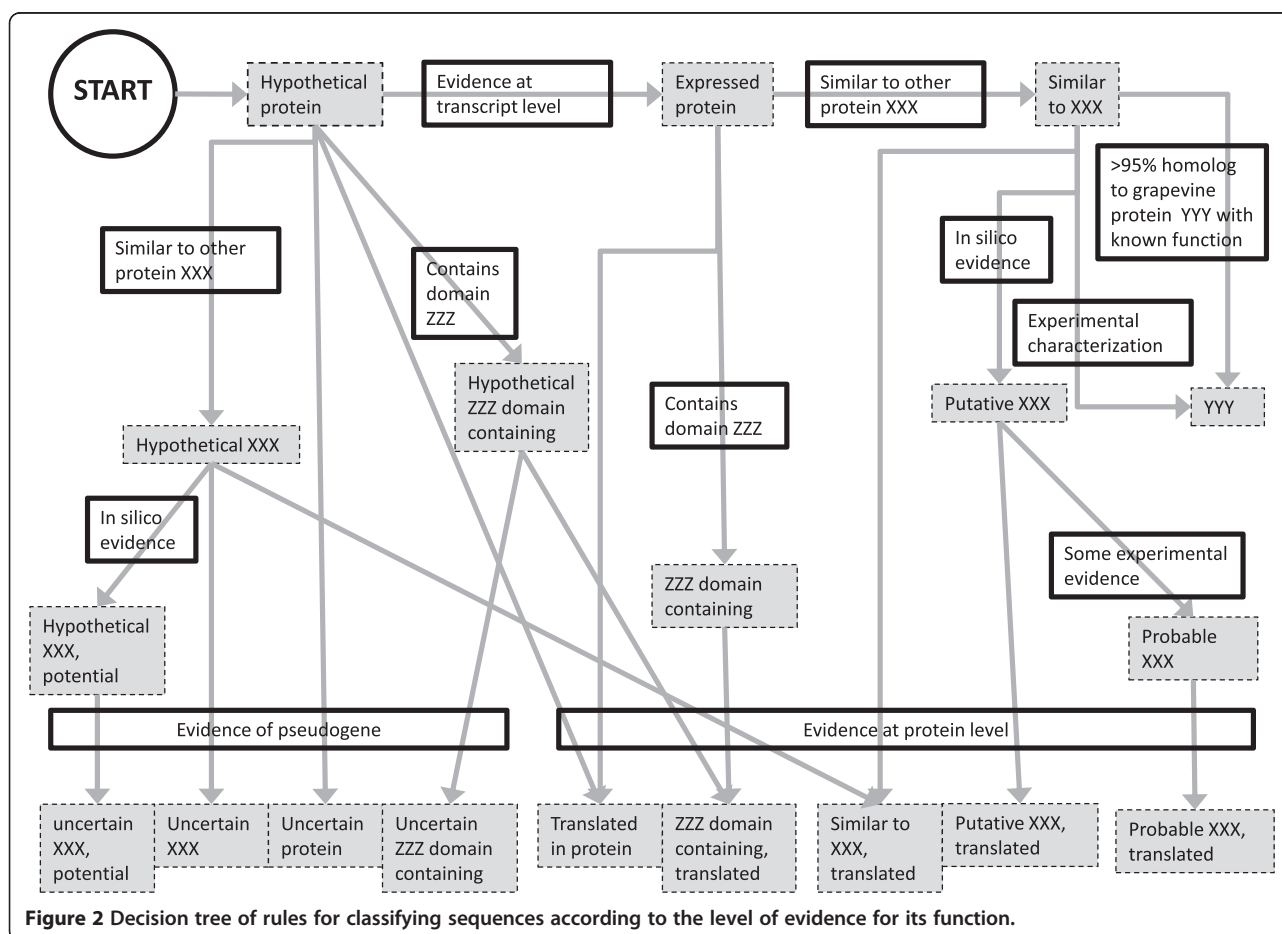 START
Hypothetical
protein
Evidence at
transcript level
Expressed
protein
Similar to other
protein XXX
Similar
to XXX
>95% homolog
to grapevine
protein YYY with
known function
Similar to other
protein XXX
Contains
domain
ZZZ
In silico
evidence
Experimental
characterization
Hypothetical
ZZZ domain
containing
Contains
domain ZZZ
Putative XXX
YYY
Hypothetical XXX
In silico
evidence
Some experimental
evidence
ZZZ domain
containing
Hypothetical
XXX,
potential
Probable
XXX
Evidence of pseudogene
Evidence at protein level
uncertain
XXX,
potential
Uncertain
XXX
Uncertain
protein
Uncertain
ZZZ domain
containing
Translated
in protein
ZZZ domain
containing,
translated
Similar to
XXX,
translated
Putative XXX,
translated
Probable XXX,
translated
Figure 2 Decision tree of rules for classifying sequences according to the level of evidence for its function.